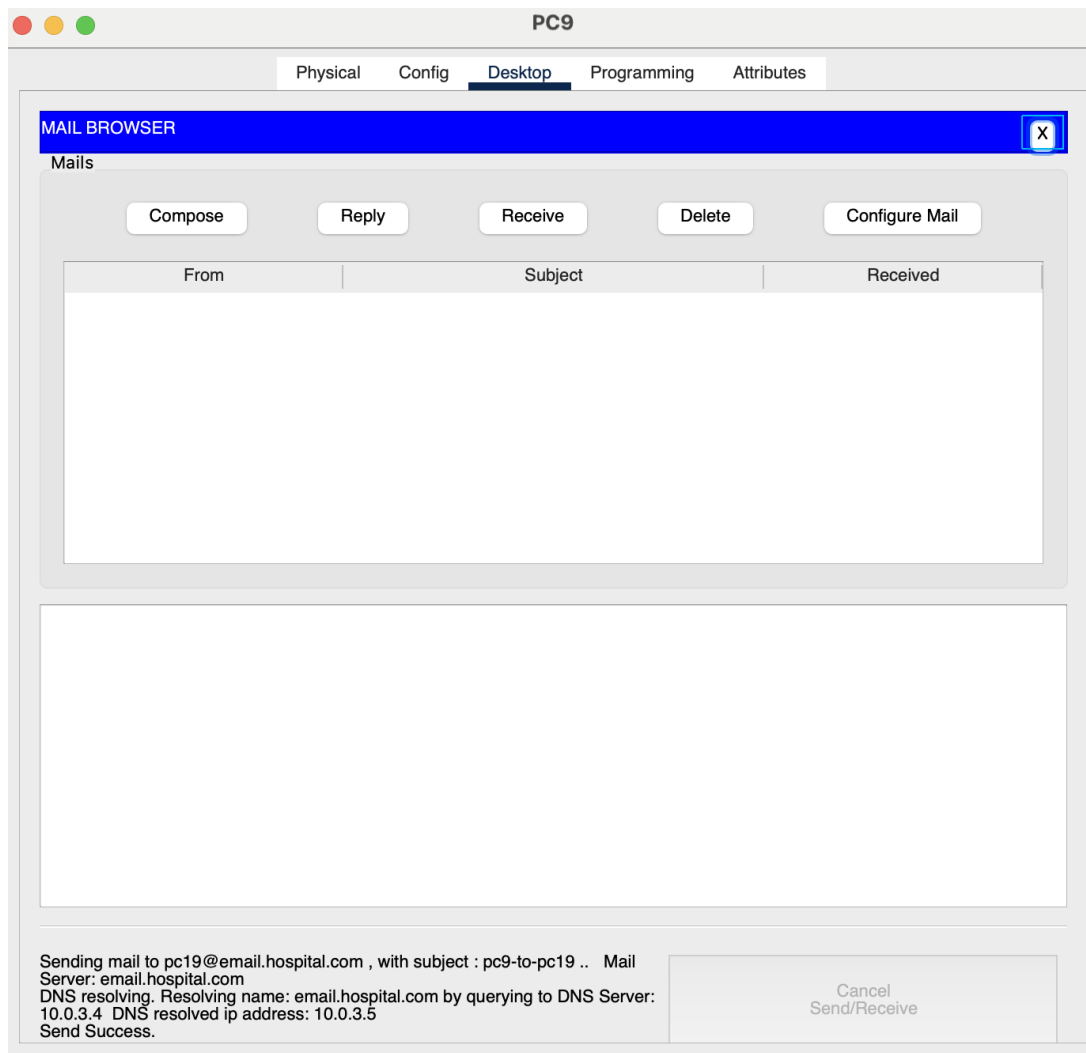 PC9
Physical Config Desktop Programming Attributes
MAIL BROWSER X
Mails
Compose Reply Receive Delete Configure Mail
From Subject Received
Sending mail to pc19@email.hospital.com , with subject : pc9-to-pc19 .. Mail
Server: email.hospital.com
DNS resolving. Resolving name: email.hospital.com by querying to DNS Server:
10.0.3.4 DNS resolved ip address: 10.0.3.5
Send Success.
Cancel
Send/Receive